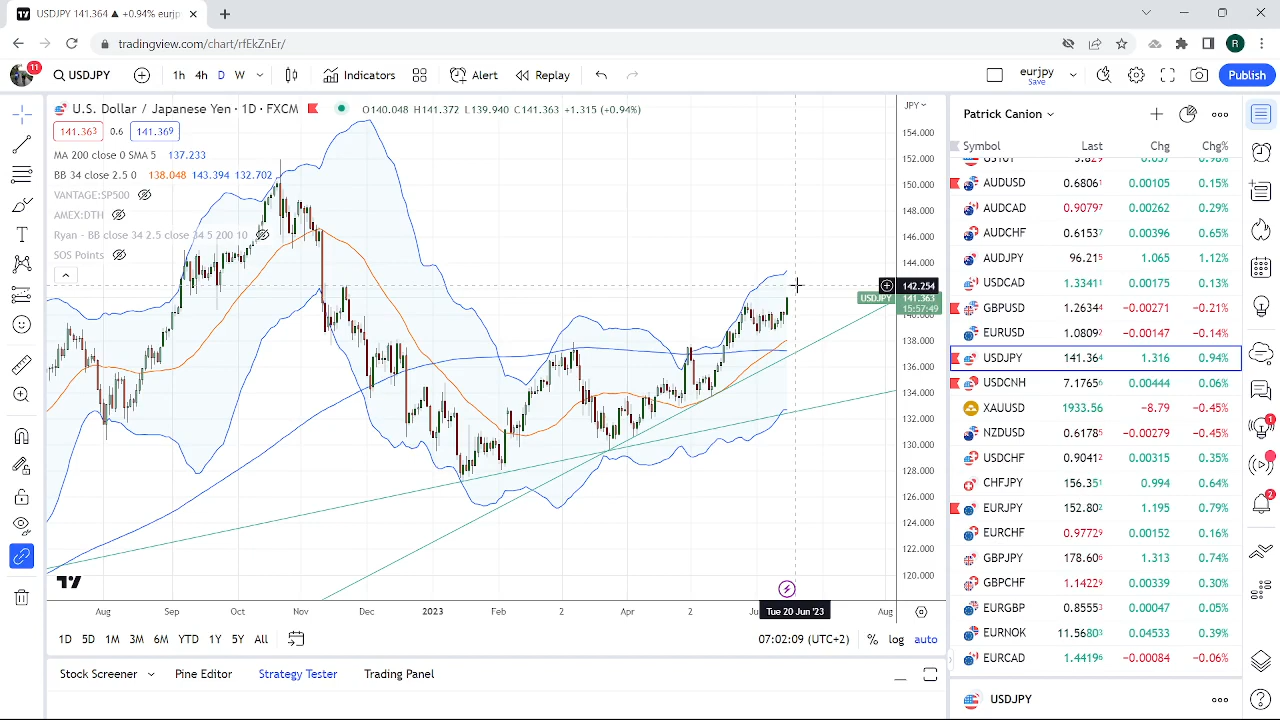 USDJPY 141.364 ▲ +0.94% eurjp
tradingview.com/chart/rfEkZnEr/
R
11
USDJPY
1h 4h D W
Indicators
Alert
Replay
eurjpy
Save
Publish
U.S. Dollar / Japanese Yen · 1D · FXCM
O140.048 H141.372 L139.940 C141.363 +1.315 (+0.94%)
141.363 0.6 141.369
MA 200 close 0 SMA 5 137.233
BB 34 close 2.5 0 138.048 143.394 132.702
VANTAGE:SP500
AMEX:DTH
Ryan - BB close 34 2.5 close 34 5 200 10
SOS Points
JPY
154.000
152.000
150.000
148.000
146.000
144.000
142.254
USDJPY 141.363
15:57:49
140.000
138.000
136.000
134.000
132.000
130.000
128.000
126.000
124.000
122.000
120.000
Aug Sep Oct Nov Dec 2023 Feb 2 Apr 2 Tue 20 Jun '23 Aug
1D 5D 1M 3M 6M YTD 1Y 5Y All
07:02:09 (UTC+2) % log auto
Stock Screener Pine Editor Strategy Tester Trading Panel
Patrick Canion
Symbol Last Chg Chg%
AUDUSD 0.68061 0.00105 0.15%
AUDCAD 0.90797 0.00262 0.29%
AUDCHF 0.61537 0.00396 0.65%
AUDJPY 96.215 1.065 1.12%
USDCAD 1.33411 0.00175 0.13%
GBPUSD 1.26344 −0.00271 −0.21%
EURUSD 1.08092 −0.00147 −0.14%
USDJPY 141.364 1.316 0.94%
USDCNH 7.17656 0.00444 0.06%
XAUUSD 1933.56 −8.79 −0.45%
NZDUSD 0.61785 −0.00279 −0.45%
USDCHF 0.90412 0.00315 0.35%
CHFJPY 156.351 0.994 0.64%
EURJPY 152.802 1.195 0.79%
EURCHF 0.97729 0.00152 0.16%
GBPJPY 178.606 1.313 0.74%
GBPCHF 1.14229 0.00339 0.30%
EURGBP 0.85553 0.00047 0.05%
EURNOK 11.56803 0.04533 0.39%
EURCAD 1.44196 −0.00084 −0.06%
USDJPY
1
2